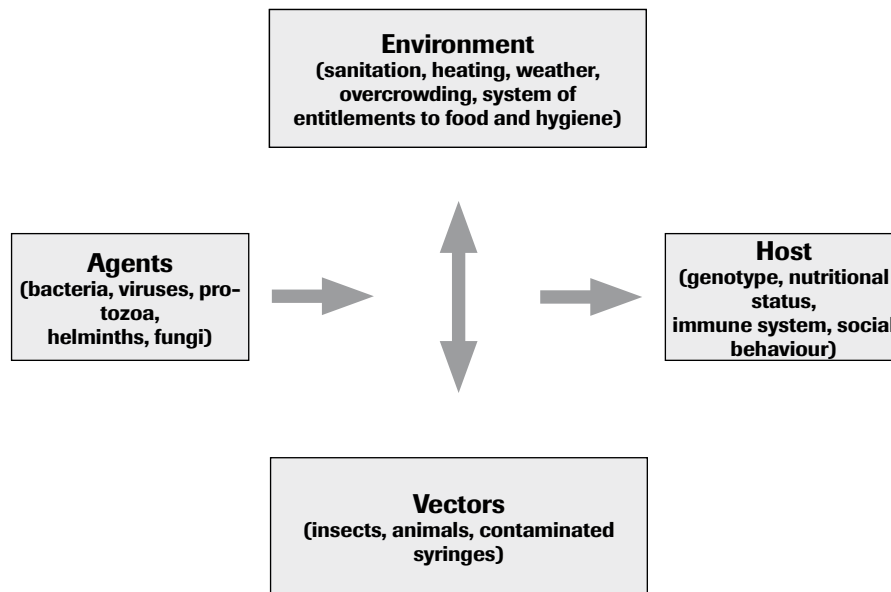 Environment
(sanitation, heating, weather,
overcrowding, system of
entitlements to food and hygiene)
Agents
(bacteria, viruses, pro-
tozoa,
helminths, fungi)
Host
(genotype, nutritional
status,
immune system, social
behaviour)
Vectors
(insects, animals, contaminated
syringes)